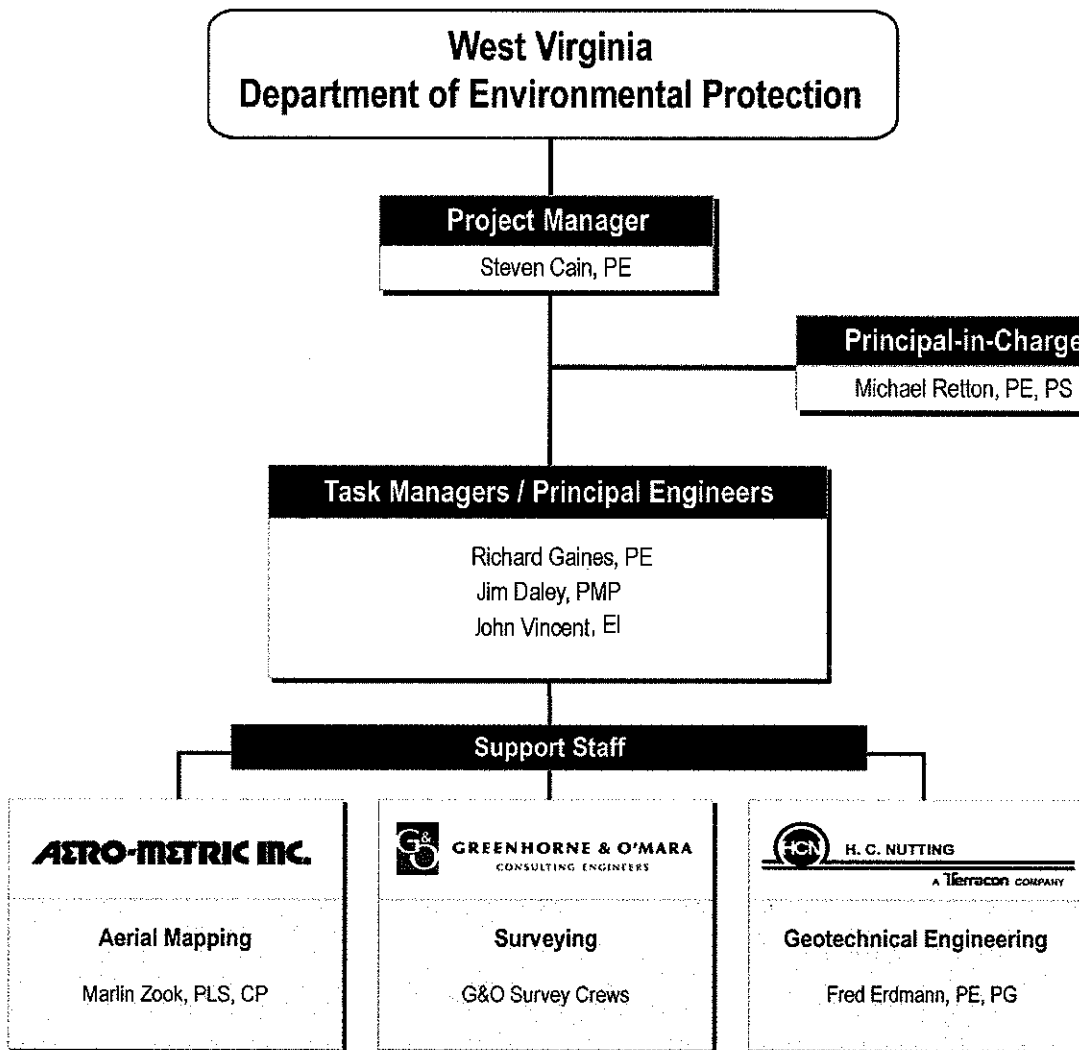 West Virginia
Department of Environmental Protection
Project Manager
Steven Cain, PE
Principal-in-Charge
Michael Retton, PE, PS
Task Managers / Principal Engineers
Richard Gaines, PE
Jim Daley, PMP
John Vincent, EI
Support Staff
AERO-METRIC INC.
Aerial Mapping
Marlin Zook, PLS, CP
G&O
GREENHORNE & O'MARA
CONSULTING ENGINEERS
Surveying
G&O Survey Crews
HCN
H. C. NUTTING
A Tierracon COMPANY
Geotechnical Engineering
Fred Erdmann, PE, PG